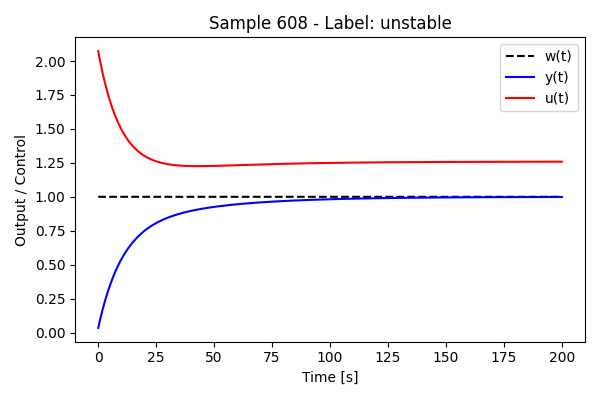 Sample 608 - Label: unstable
w(t)
y(t)
u(t)
Output / Control
2.00
1.75
1.50
1.25
1.00
0.75
0.50
0.25
0.00
0 25 50 75 100 125 150 175 200
Time [s]